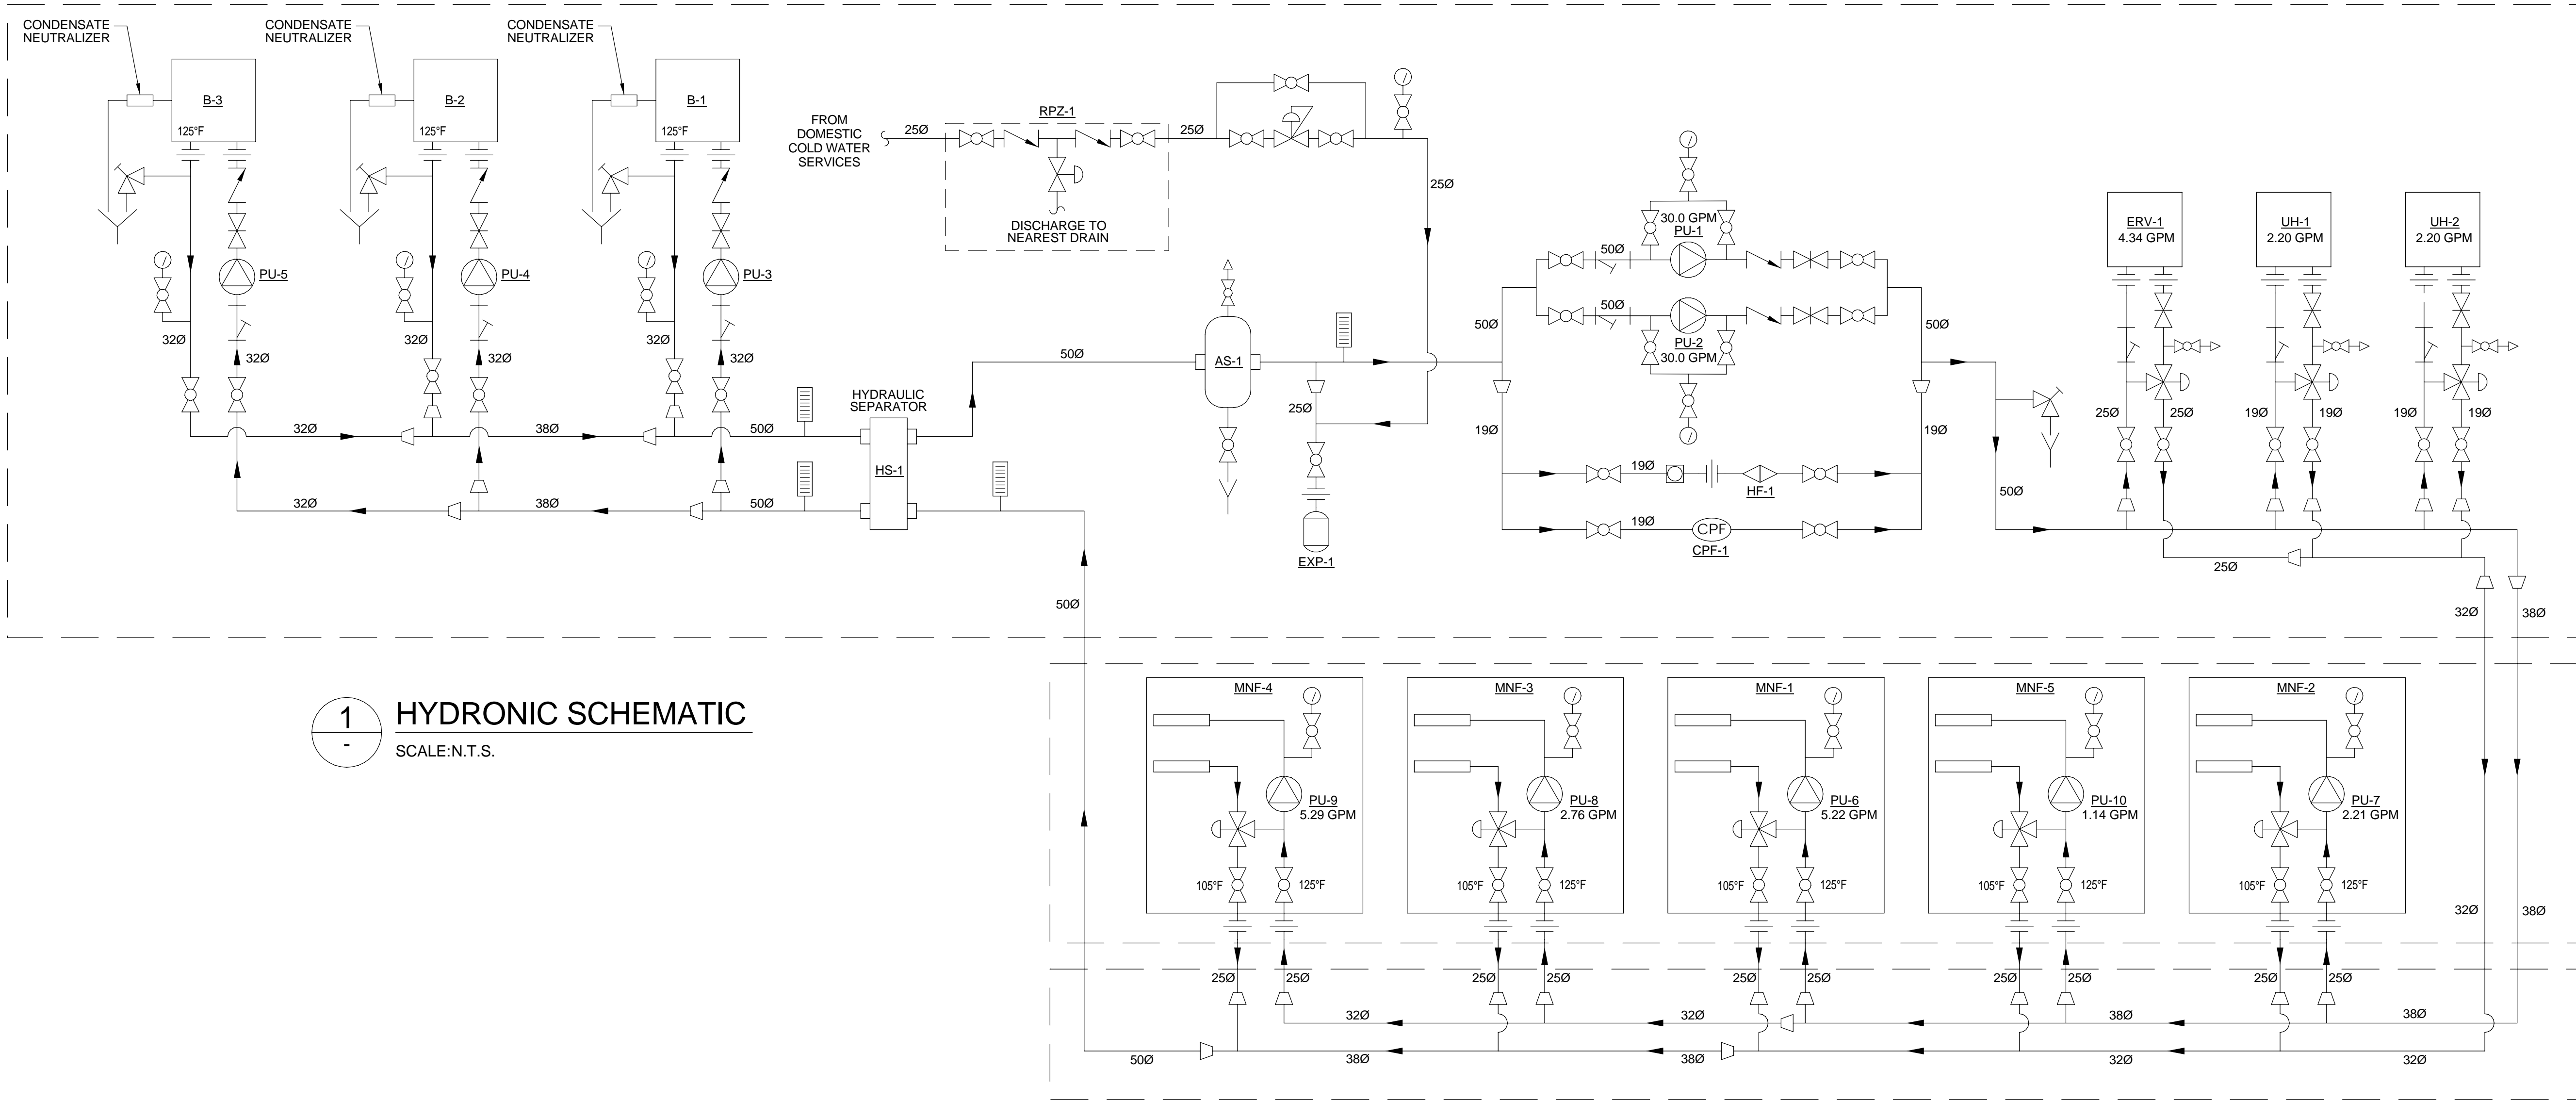 CONDENSATE
NEUTRALIZER
CONDENSATE
NEUTRALIZER
CONDENSATE
NEUTRALIZER
B-3
125°F
B-2
125°F
B-1
125°F
PU-5
PU-4
PU-3
32Ø
32Ø
32Ø
32Ø
32Ø
32Ø
32Ø
38Ø
50Ø
32Ø
38Ø
50Ø
HYDRAULIC
SEPARATOR
HS-1
FROM
DOMESTIC
COLD WATER
SERVICES
25Ø
RPZ-1
DISCHARGE TO
NEAREST DRAIN
25Ø
25Ø
50Ø
AS-1
25Ø
EXP-1
50Ø
30.0 GPM
PU-1
50Ø
50Ø
PU-2
30.0 GPM
50Ø
50Ø
19Ø
19Ø
19Ø
HF-1
19Ø
CPF
CPF-1
50Ø
ERV-1
4.34 GPM
UH-1
2.20 GPM
UH-2
2.20 GPM
25Ø
25Ø
19Ø
19Ø
19Ø
19Ø
25Ø
32Ø
38Ø
1
-
HYDRONIC SCHEMATIC
SCALE:N.T.S.
MNF-4
PU-9
5.29 GPM
105°F
125°F
MNF-3
PU-8
2.76 GPM
105°F
125°F
MNF-1
PU-6
5.22 GPM
105°F
125°F
MNF-5
PU-10
1.14 GPM
105°F
125°F
MNF-2
PU-7
2.21 GPM
105°F
125°F
32Ø
38Ø
25Ø
25Ø
25Ø
25Ø
25Ø
25Ø
25Ø
25Ø
25Ø
25Ø
32Ø
32Ø
38Ø
38Ø
50Ø
38Ø
38Ø
32Ø
32Ø